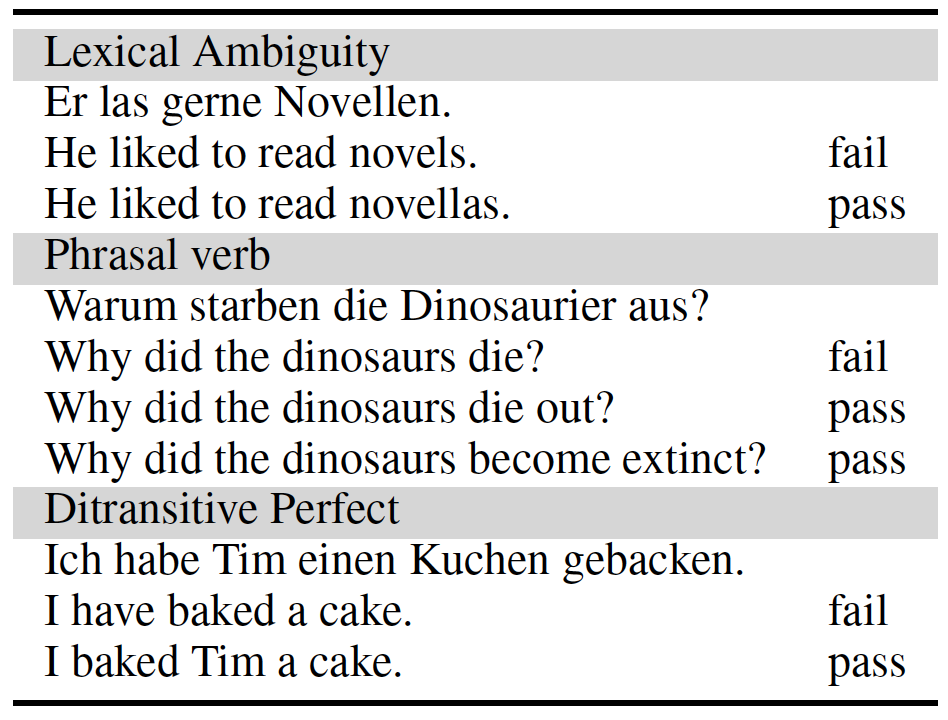 Lexical Ambiguity
Er las gerne Novellen.
He liked to read novels. fail
He liked to read novellas. pass
Phrasal verb
Warum starben die Dinosaurier aus?
Why did the dinosaurs die? fail
Why did the dinosaurs die out? pass
Why did the dinosaurs become extinct? pass
Ditransitive Perfect
Ich habe Tim einen Kuchen gebacken.
I have baked a cake. fail
I baked Tim a cake. pass